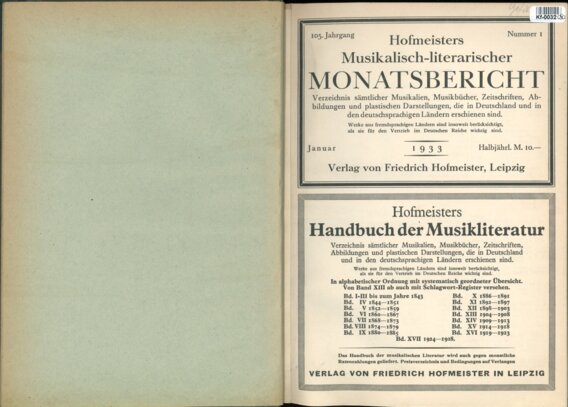 Kf-0032
105. Jahrgang Nummer 1
Hofmeisters
Musikalisch-literarischer
MONATSBERICHT
Verzeichnis sämtlicher Musikalien, Musikbücher, Zeitschriften, Ab-
bildungen und plastischen Darstellungen, die in Deutschland und in
den deutschsprachigen Ländern erschienen sind.
Werke aus fremdsprachigen Ländern sind insoweit berücksichtigt,
als sie für den Vertrieb im Deutschen Reiche wichtig sind.
Januar 1933 Halbjährl. M. 10.—
Verlag von Friedrich Hofmeister, Leipzig
Hofmeisters
Handbuch der Musikliteratur
Verzeichnis sämtlicher Musikalien, Musikbücher, Zeitschriften,
Abbildungen und plastischen Darstellungen, die in Deutschland
und in den deutschsprachigen Ländern erschienen sind.
Werke aus fremdsprachigen Ländern sind insoweit berücksichtigt,
als sie für den Vertrieb im Deutschen Reiche wichtig sind.
In alphabetischer Ordnung mit systematisch geordneter Übersicht.
Von Band XIII ab auch mit Schlagwort-Register versehen.
Bd. I-III bis zum Jahre 1843 Bd. X 1886—1891
Bd. IV 1844—1851 Bd. XI 1892—1897
Bd. V 1852—1859 Bd. XII 1898—1903
Bd. VI 1860—1867 Bd. XIII 1904—1908
Bd. VII 1868—1873 Bd. XIV 1909—1913
Bd. VIII 1874—1879 Bd. XV 1914—1918
Bd. IX 1880—1885 Bd. XVI 1919—1923
Bd. XVII 1924—1928.
Das Handbuch der musikalischen Literatur wird auch gegen monatliche
Ratenzahlungen geliefert. Preisverzeichnis und Bedingungen auf Verlangen
VERLAG VON FRIEDRICH HOFMEISTER IN LEIPZIG